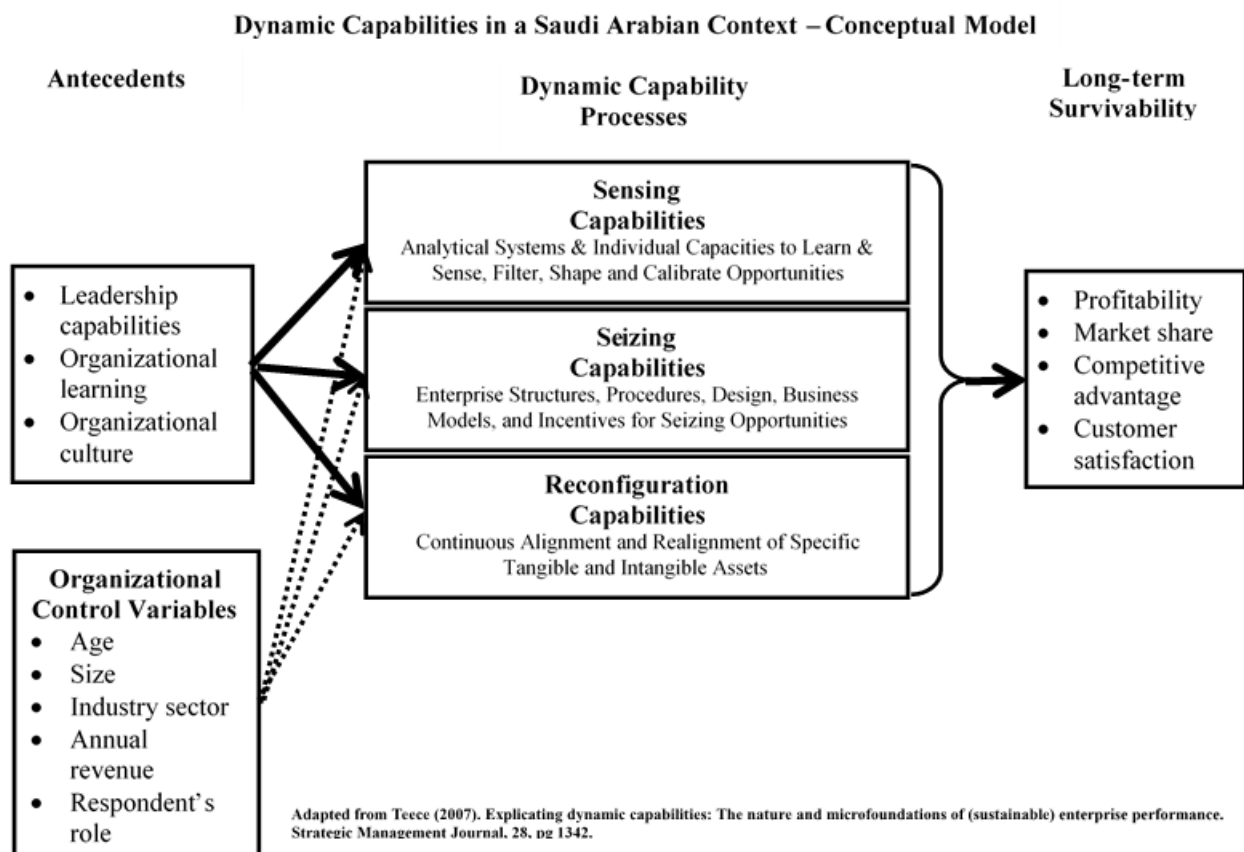 Dynamic Capabilities in a Saudi Arabian Context – Conceptual Model
Antecedents
Dynamic Capability
Processes
Long-term
Survivability
• Leadership
capabilities
• Organizational
learning
• Organizational
culture
Organizational
Control Variables
• Age
• Size
• Industry sector
• Annual
revenue
• Respondent's
role
Sensing
Capabilities
Analytical Systems & Individual Capacities to Learn &
Sense, Filter, Shape and Calibrate Opportunities
Seizing
Capabilities
Enterprise Structures, Procedures, Design, Business
Models, and Incentives for Seizing Opportunities
Reconfiguration
Capabilities
Continuous Alignment and Realignment of Specific
Tangible and Intangible Assets
• Profitability
• Market share
• Competitive
advantage
• Customer
satisfaction
Adapted from Teece (2007). Explicating dynamic capabilities: The nature and microfoundations of (sustainable) enterprise performance.
Strategic Management Journal, 28, pg 1342.